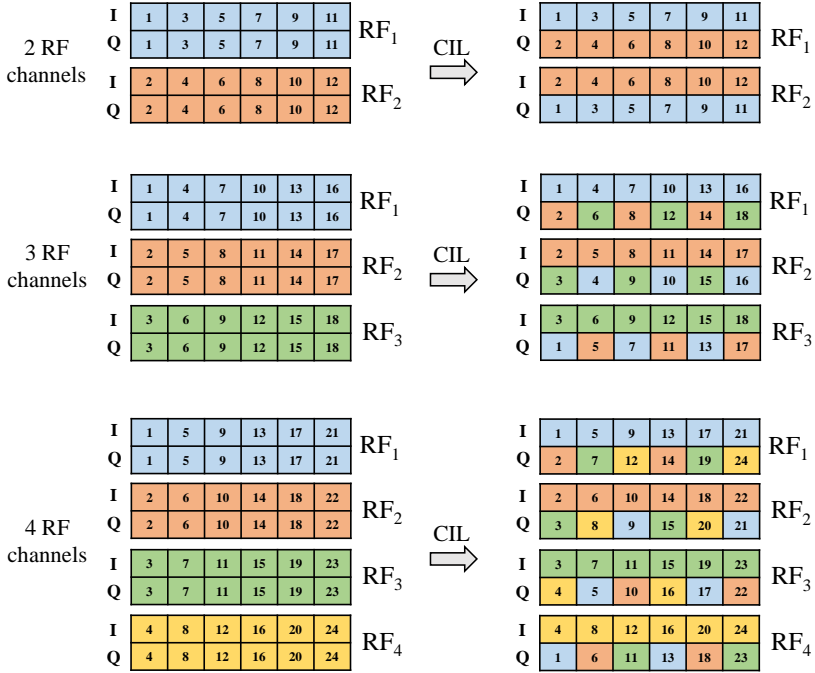 I 1 3 5 7 9 11 I 1 3 5 7 9 11
Q 1 3 5 7 9 11 RF1 Q 2 4 6 8 10 12 RF1
2 RF channels CIL
I 2 4 6 8 10 12 I 2 4 6 8 10 12
Q 2 4 6 8 10 12 RF2 Q 1 3 5 7 9 11 RF2
I 1 4 7 10 13 16 I 1 4 7 10 13 16
Q 1 4 7 10 13 16 RF1 Q 2 6 8 12 14 18 RF1
3 RF channels CIL
I 2 5 8 11 14 17 I 2 5 8 11 14 17
Q 2 5 8 11 14 17 RF2 Q 3 4 9 10 15 16 RF2
I 3 6 9 12 15 18 I 3 6 9 12 15 18
Q 3 6 9 12 15 18 RF3 Q 1 5 7 11 13 17 RF3
I 1 5 9 13 17 21 I 1 5 9 13 17 21
Q 1 5 9 13 17 21 RF1 Q 2 7 12 14 19 24 RF1
I 2 6 10 14 18 22 I 2 6 10 14 18 22
Q 2 6 10 14 18 22 RF2 Q 3 8 9 15 20 21 RF2
4 RF channels CIL
I 3 7 11 15 19 23 I 3 7 11 15 19 23
Q 3 7 11 15 19 23 RF3 Q 4 5 10 16 17 22 RF3
I 4 8 12 16 20 24 I 4 8 12 16 20 24
Q 4 8 12 16 20 24 RF4 Q 1 6 11 13 18 23 RF4